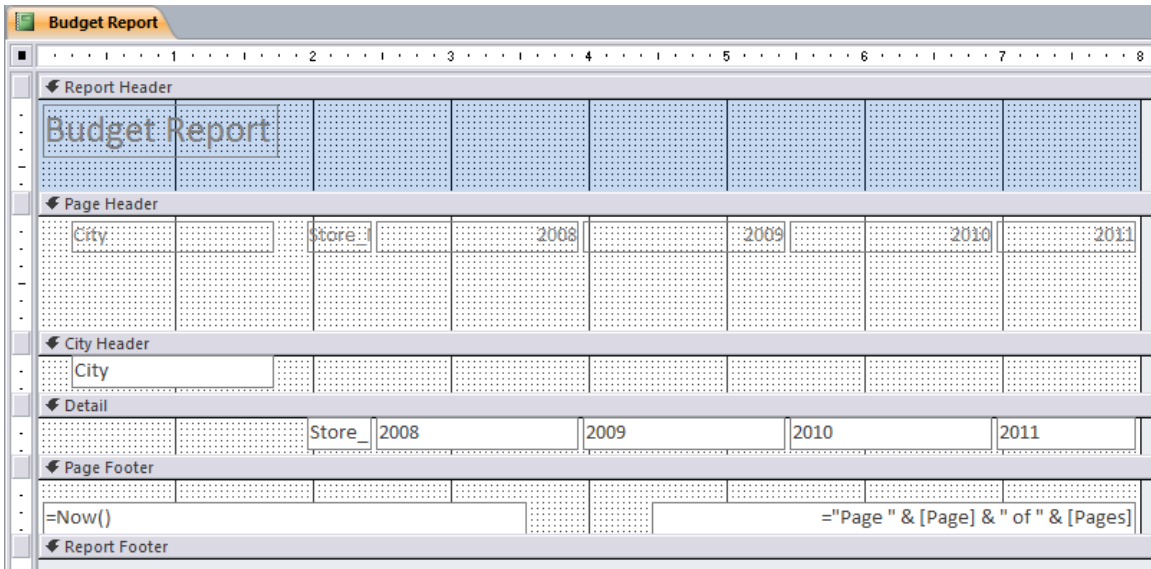 Budget Report
1 2 3 4 5 6 7 8
Report Header
Budget Report
Page Header
City Store_ 2008 2009 2010 2011
City Header
City
Detail
Store_ 2008 2009 2010 2011
Page Footer
=Now() ="Page " & [Page] & " of " & [Pages]
Report Footer